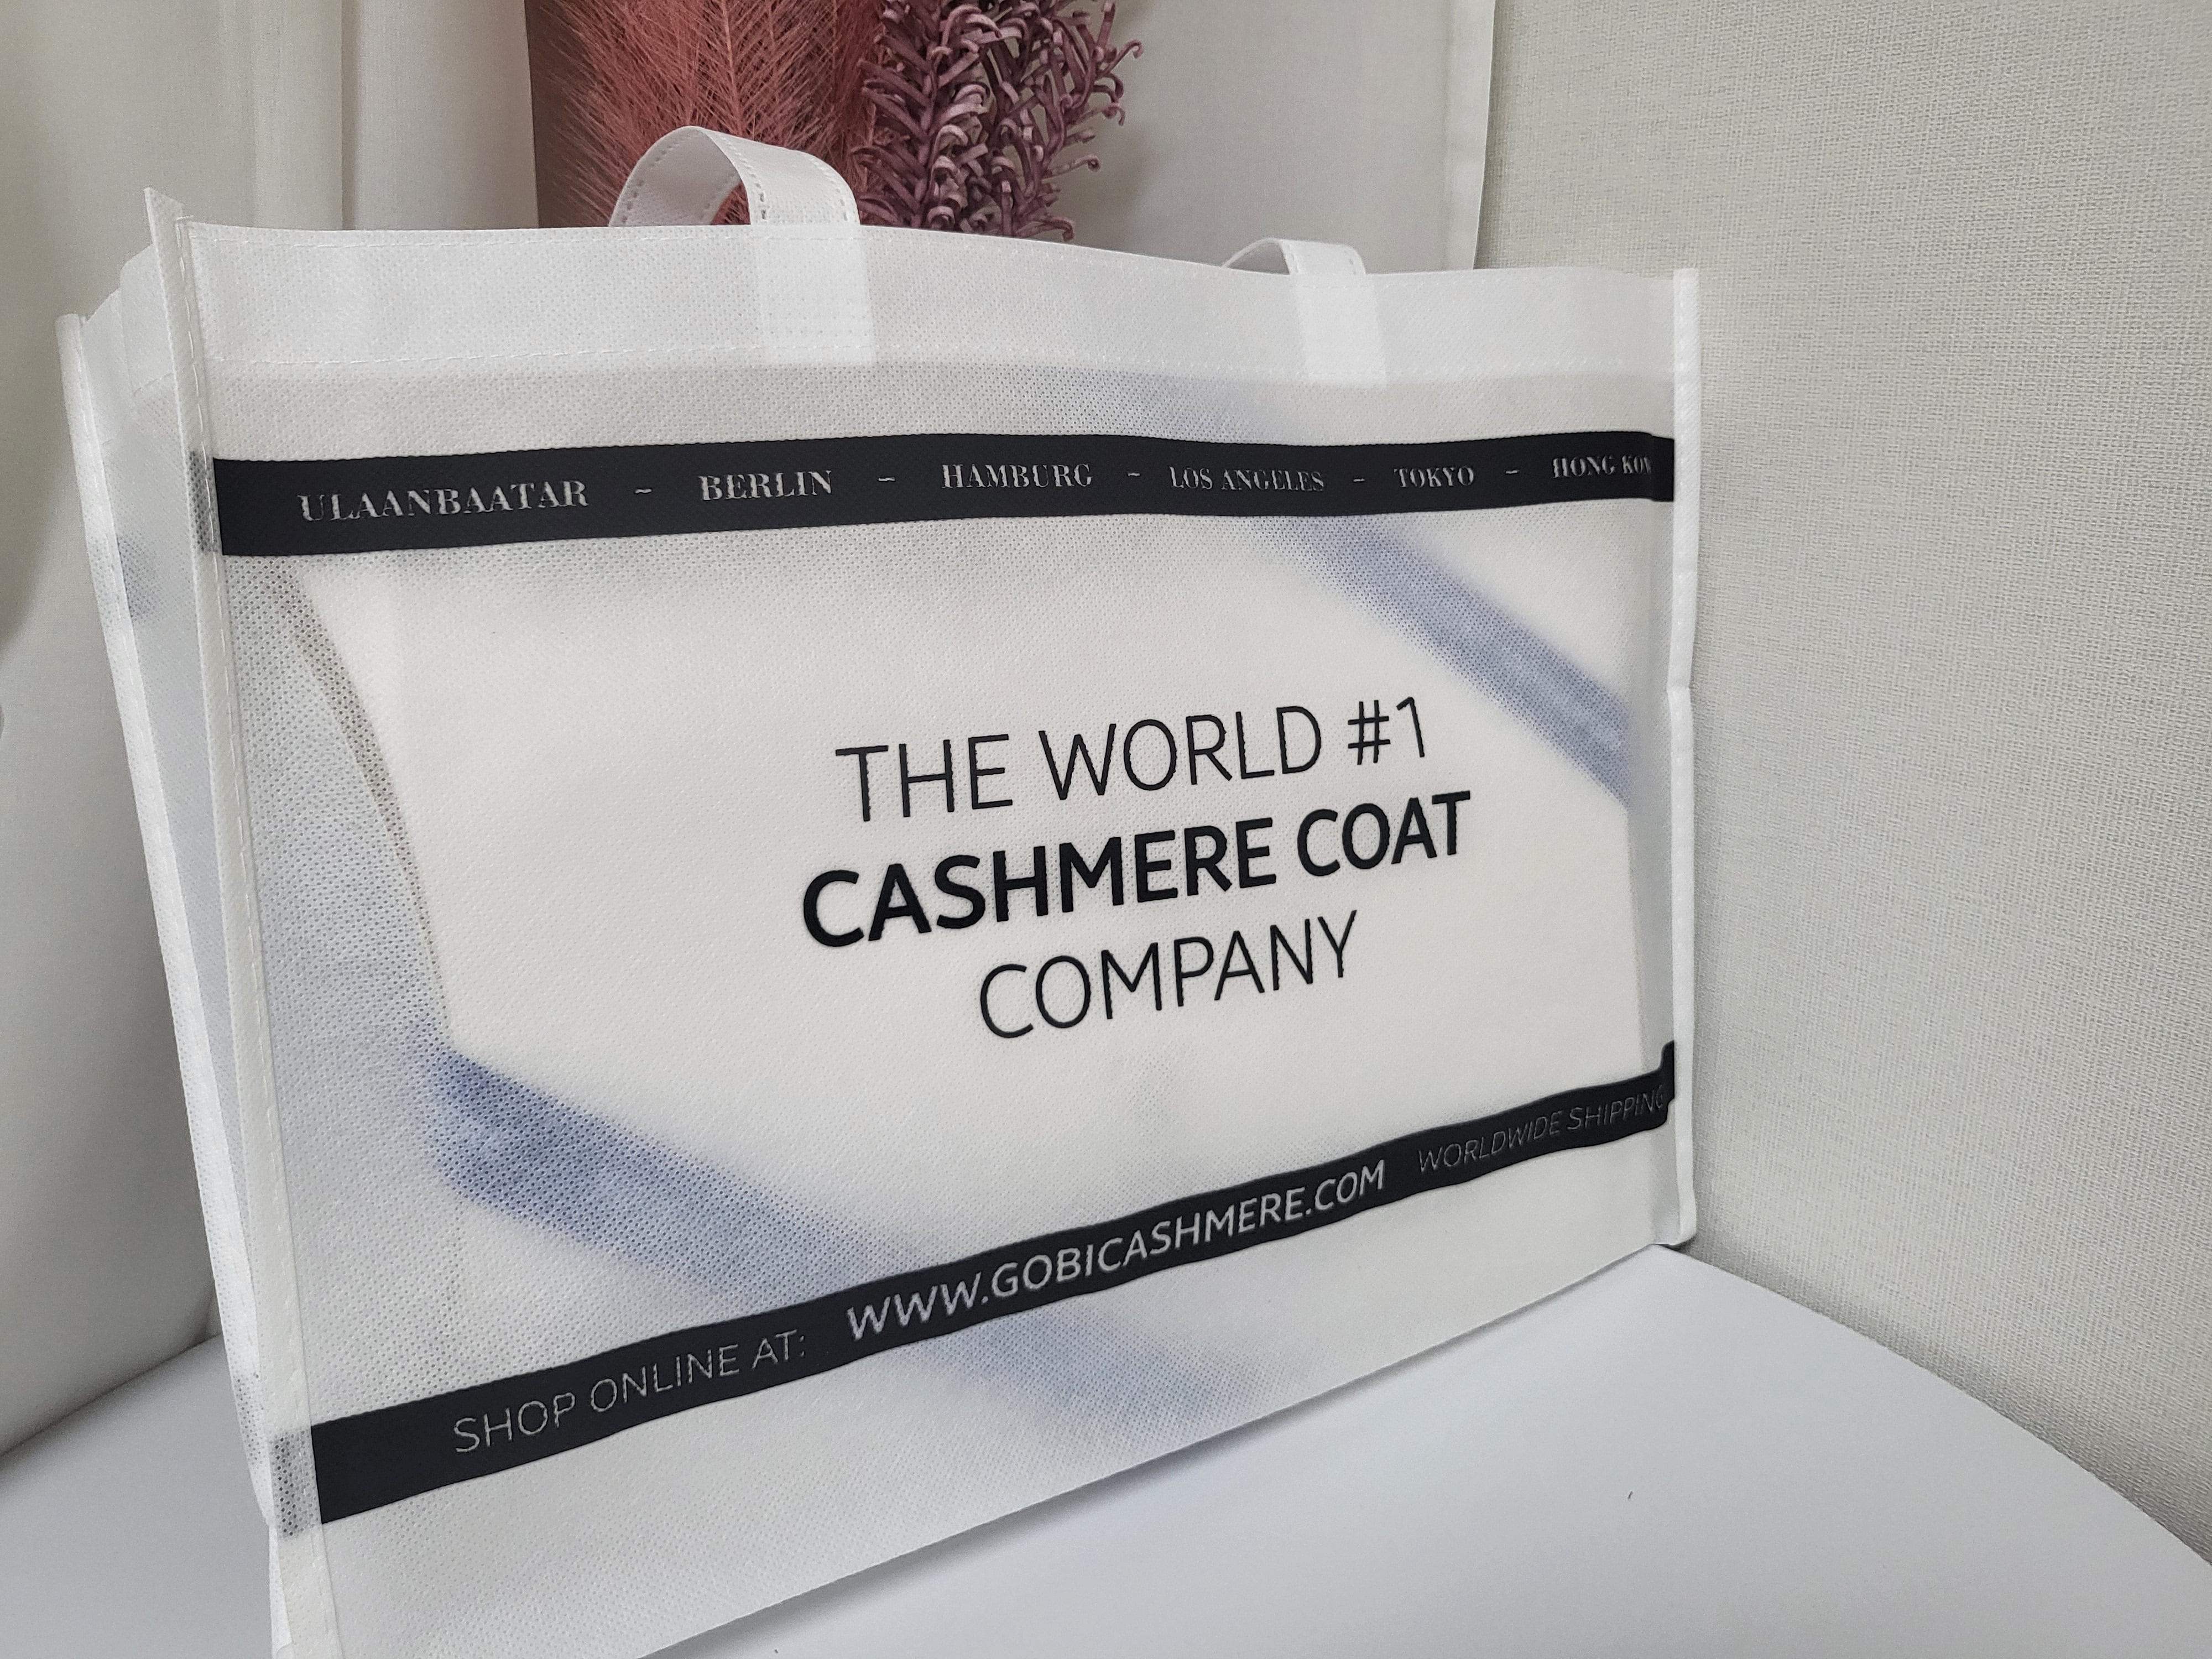 ULAANBAATAR ~ BERLIN ~ HAMBURG ~ LOS ANGELES ~ TOKYO ~ HONG
THE WORLD #1
CASHMERE COAT
COMPANY
SHOP ONLINE AT: WWW.GOBICASHMERE.COM WORLDWIDE SHIPPING